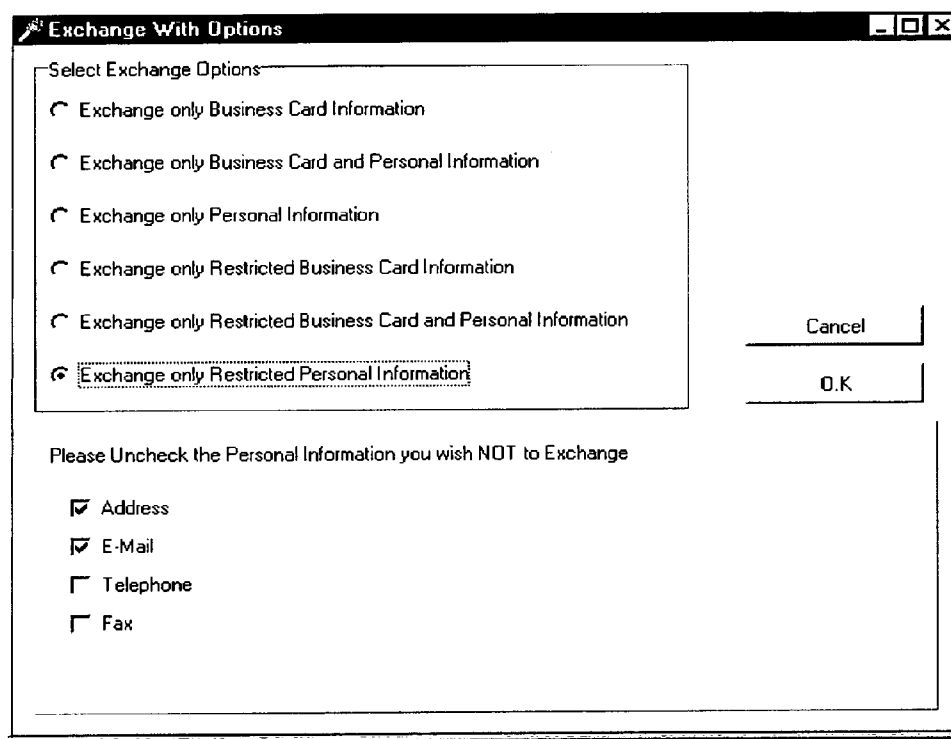 Exchange With Options
Select Exchange Options
Exchange only Business Card Information
Exchange only Business Card and Personal Information
Exchange only Personal Information
Exchange only Restricted Business Card Information
Exchange only Restricted Business Card and Personal Information
Exchange only Restricted Personal Information
Cancel
O.K
Please Uncheck the Personal Information you wish NOT to Exchange
Address
E-Mail
Telephone
Fax